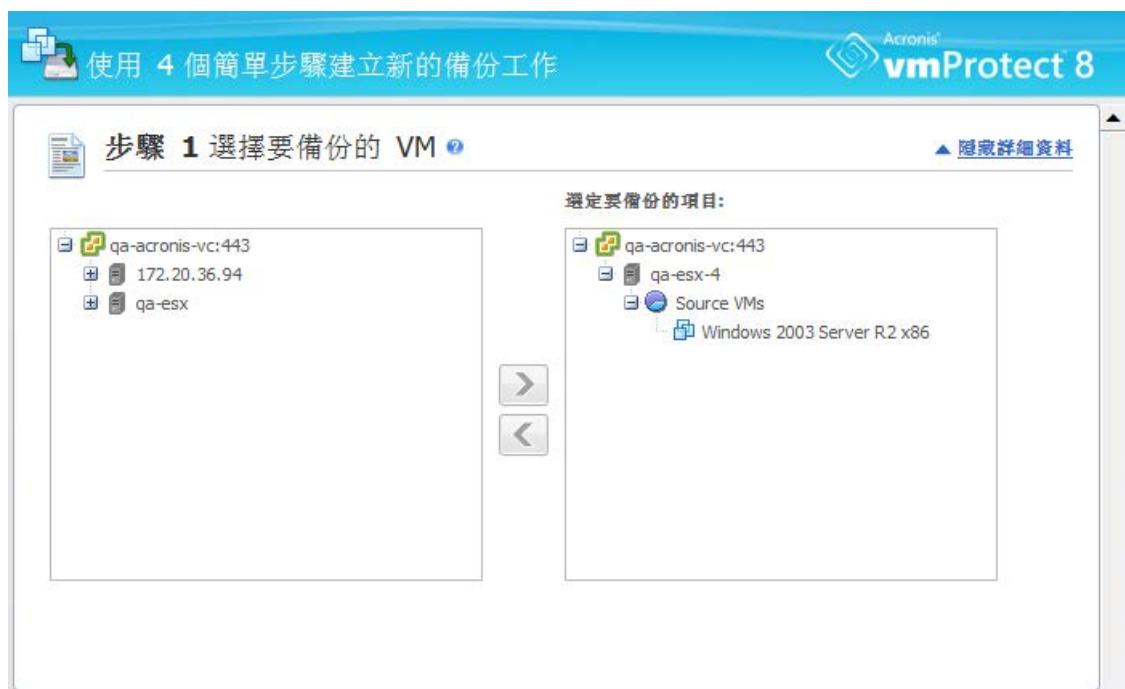 使用 4 個簡單步驟建立新的備份工作
Acronis®
vmProtect™ 8
步驟 1 選擇要備份的 VM
隱藏詳細資料
選定要備份的項目:
qa-acronis-vc:443
172.20.36.94
qa-esx
qa-acronis-vc:443
qa-esx-4
Source VMs
Windows 2003 Server R2 x86